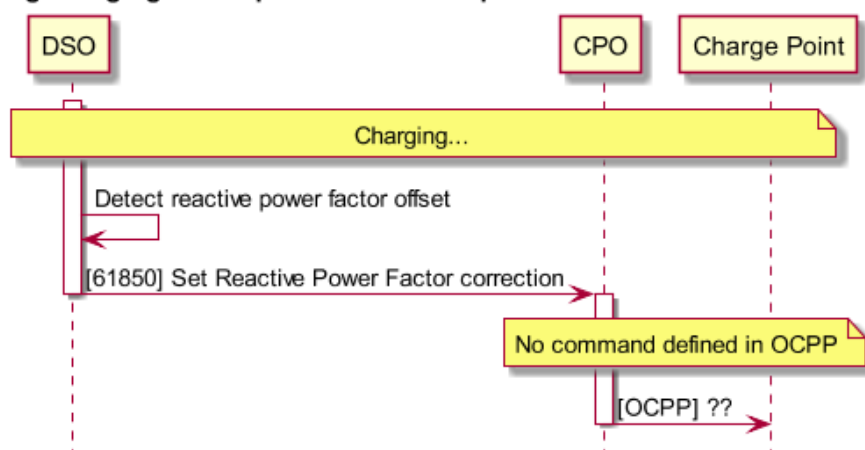 DSO
CPO
Charge Point
Charging...
Detect reactive power factor offset
[61850] Set Reactive Power Factor correction
No command defined in OCPP
[OCPP] ??